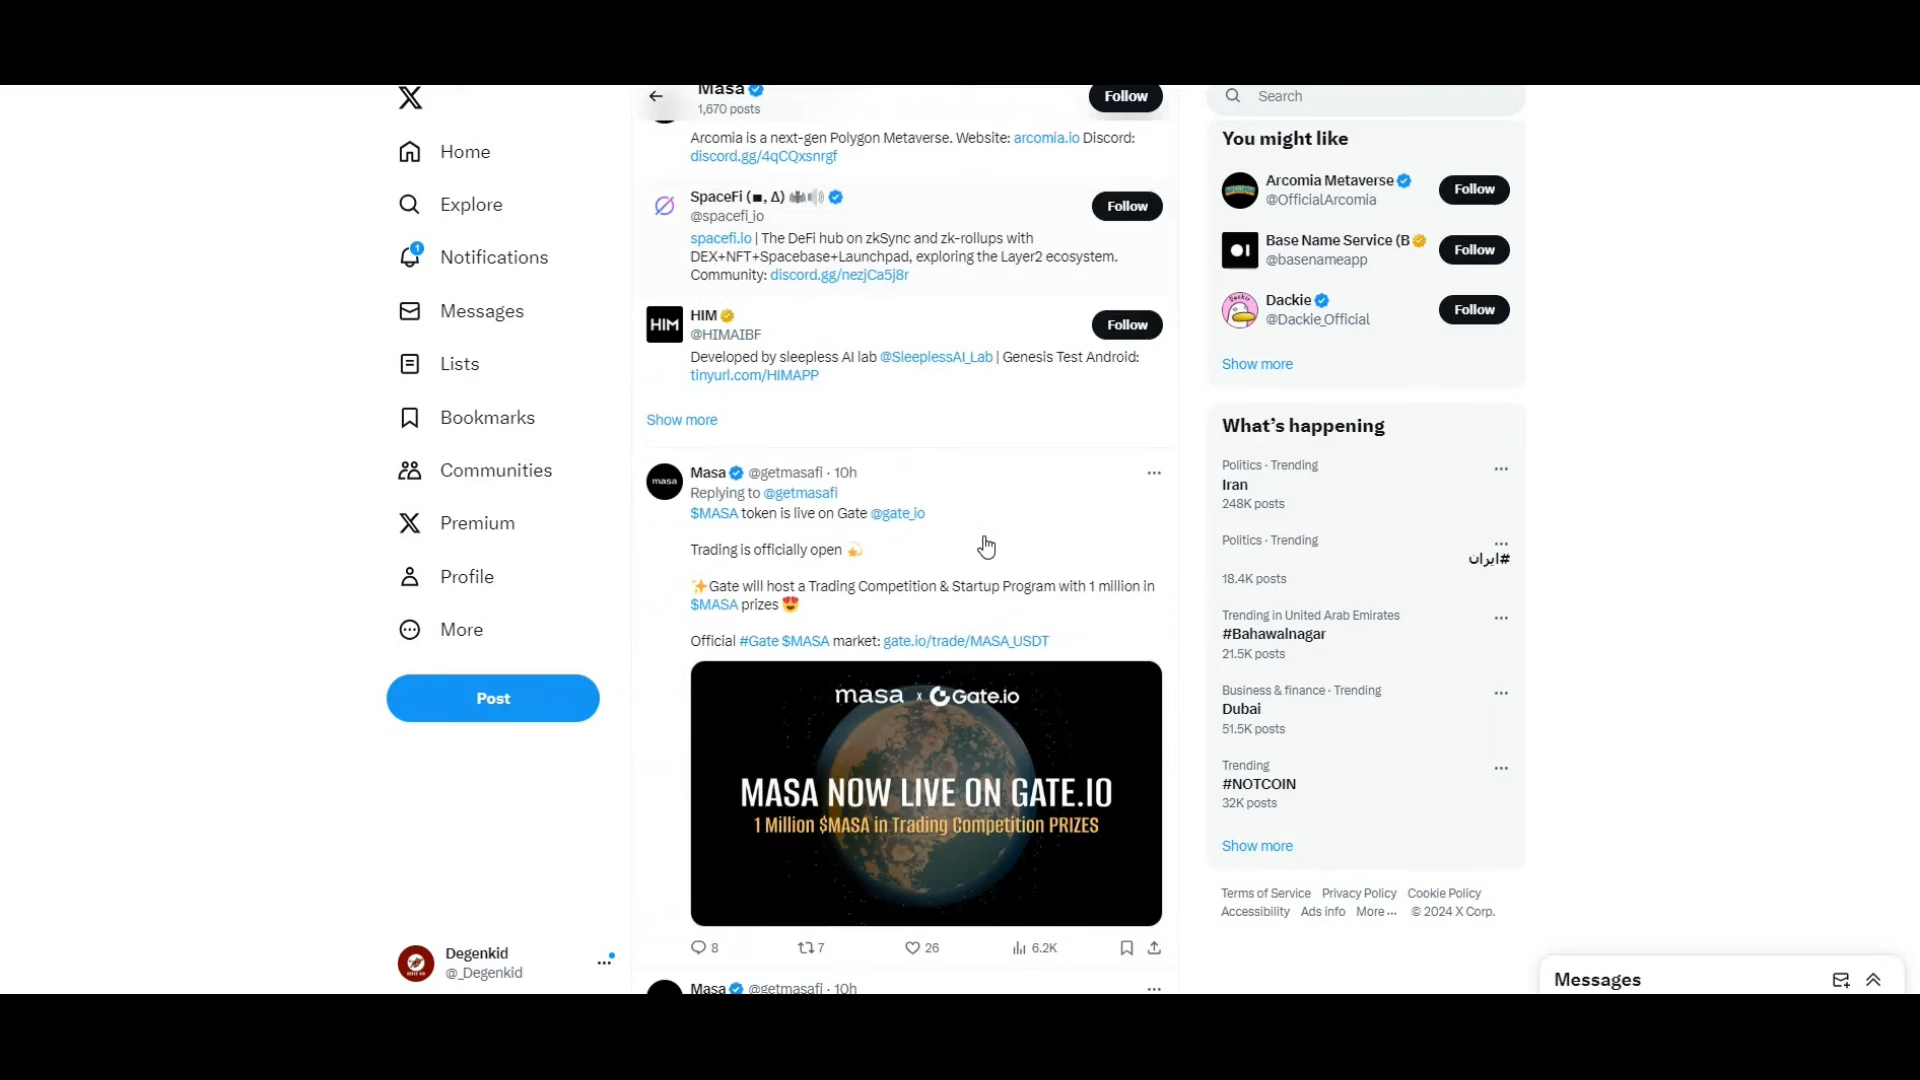 Home
Explore
1
Notifications
Messages
Lists
Bookmarks
Communities
Premium
Profile
More
Post
Degenkid
@_Degenkid
Masa
1,670 posts
Follow
Arcomia is a next-gen Polygon Metaverse. Website: arcomia.io Discord:
discord.gg/4qCQxsnrgf
SpaceFi (■, Δ)
@spacefi_io
Follow
spacefi.io | The DeFi hub on zkSync and zk-rollups with
DEX+NFT+Spacebase+Launchpad, exploring the Layer2 ecosystem.
Community: discord.gg/nezjCa5j8r
HIM
HIM
@HIMAIBF
Follow
Developed by sleepless AI lab @SleeplessAI_Lab | Genesis Test Android:
tinyurl.com/HIMAPP
Show more
masa
Masa @getmasafi · 10h
Replying to @getmasafi
$MASA token is live on Gate @gate_io
Trading is officially open 💫
✨Gate will host a Trading Competition & Startup Program with 1 million in
$MASA prizes 😍
Official #Gate $MASA market: gate.io/trade/MASA_USDT
masa x Gate.io
MASA NOW LIVE ON GATE.IO
1 Million $MASA in Trading Competition PRIZES
8 7 26 6.2K
Masa @getmasafi · 10h
Search
You might like
Arcomia Metaverse
@OfficialArcomia
Follow
Base Name Service (B
@basenameapp
Follow
Dackie
@Dackie_Official
Follow
Show more
What's happening
Politics · Trending
Iran
248K posts
Politics · Trending
#ایران
18.4K posts
Trending in United Arab Emirates
#Bahawalnagar
21.5K posts
Business & finance · Trending
Dubai
51.5K posts
Trending
#NOTCOIN
32K posts
Show more
Terms of Service Privacy Policy Cookie Policy
Accessibility Ads info More ··· © 2024 X Corp.
Messages